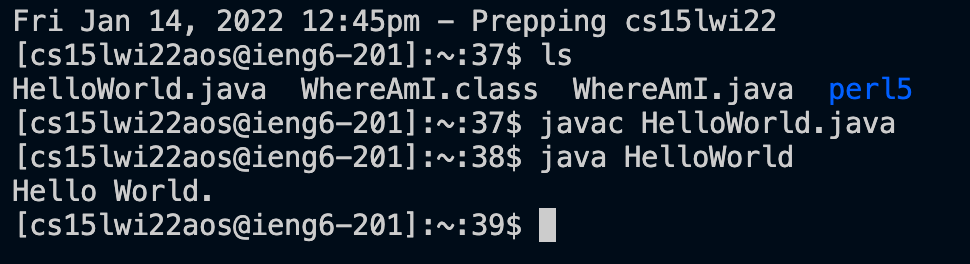 Fri Jan 14, 2022 12:45pm - Prepping cs15lwi22
[cs15lwi22aos@ieng6-201]:~:37$ ls
HelloWorld.java  WhereAmI.class  WhereAmI.java  perl5
[cs15lwi22aos@ieng6-201]:~:37$ javac HelloWorld.java
[cs15lwi22aos@ieng6-201]:~:38$ java HelloWorld
Hello World.
[cs15lwi22aos@ieng6-201]:~:39$